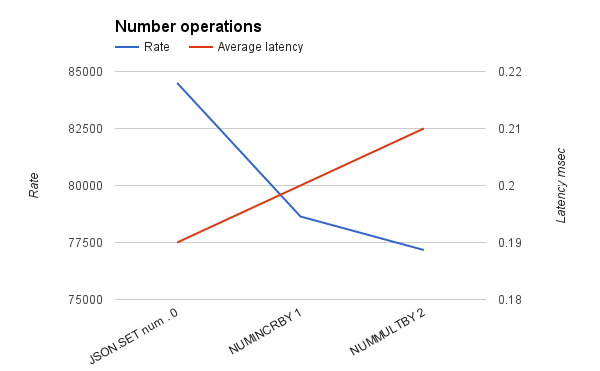 Number operations
Rate
Average latency
85000
0.22
82500
0.21
80000
0.2
77500
0.19
75000
0.18
Rate
Latency msec
JSON.SET num . 0
NUMINCRBY 1
NUMMULTBY 2